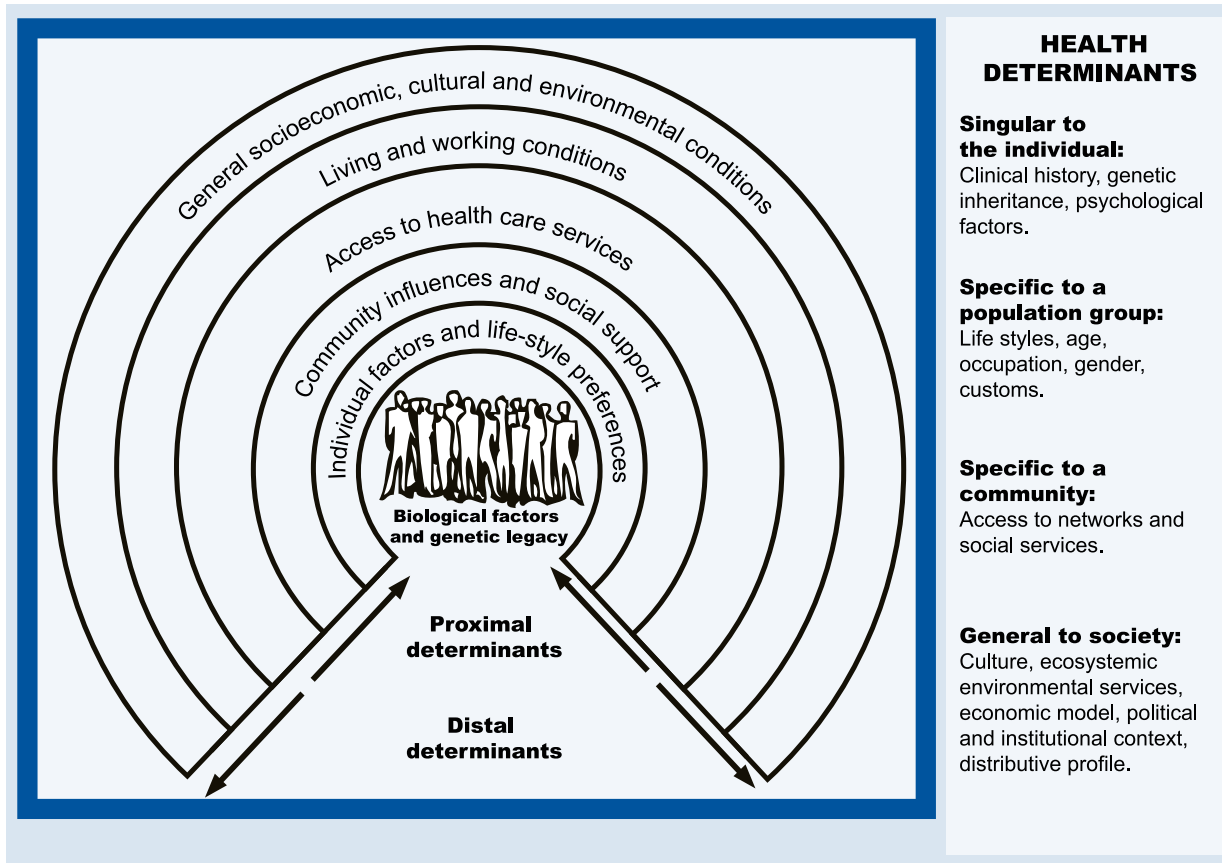 General socioeconomic, cultural and environmental conditions
Living and working conditions
Access to health care services
Community influences and social support
Individual factors and life-style preferences
Biological factors
and genetic legacy
Proximal
determinants
Distal
determinants
HEALTH
DETERMINANTS
Singular to
the individual:
Clinical history, genetic
inheritance, psychological
factors.
Specific to a
population group:
Life styles, age,
occupation, gender,
customs.
Specific to a
community:
Access to networks and
social services.
General to society:
Culture, ecosystemic
environmental services,
economic model, political
and institutional context,
distributive profile.